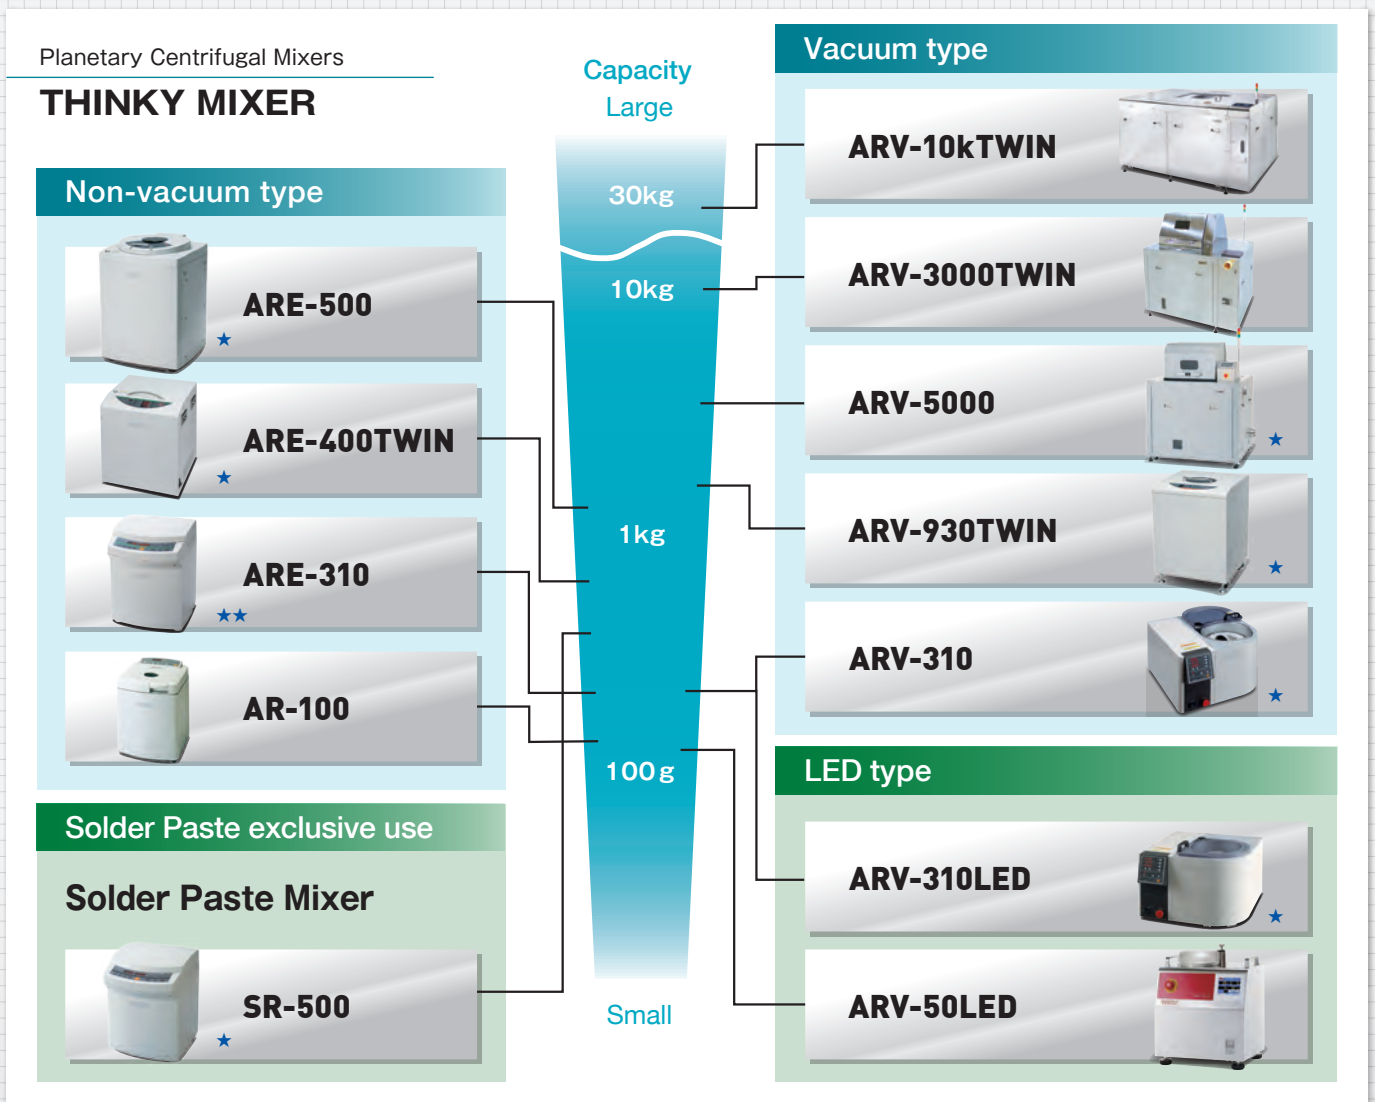 Planetary Centrifugal Mixers
THINKY MIXER
Non-vacuum type
ARE-500
★
ARE-400TWIN
★
ARE-310
★★
AR-100
Solder Paste exclusive use
Solder Paste Mixer
SR-500
★
Capacity
Large
30kg
10kg
1kg
100g
Small
Vacuum type
ARV-10kTWIN
ARV-3000TWIN
ARV-5000
★
ARV-930TWIN
★
ARV-310
★
LED type
ARV-310LED
★
ARV-50LED